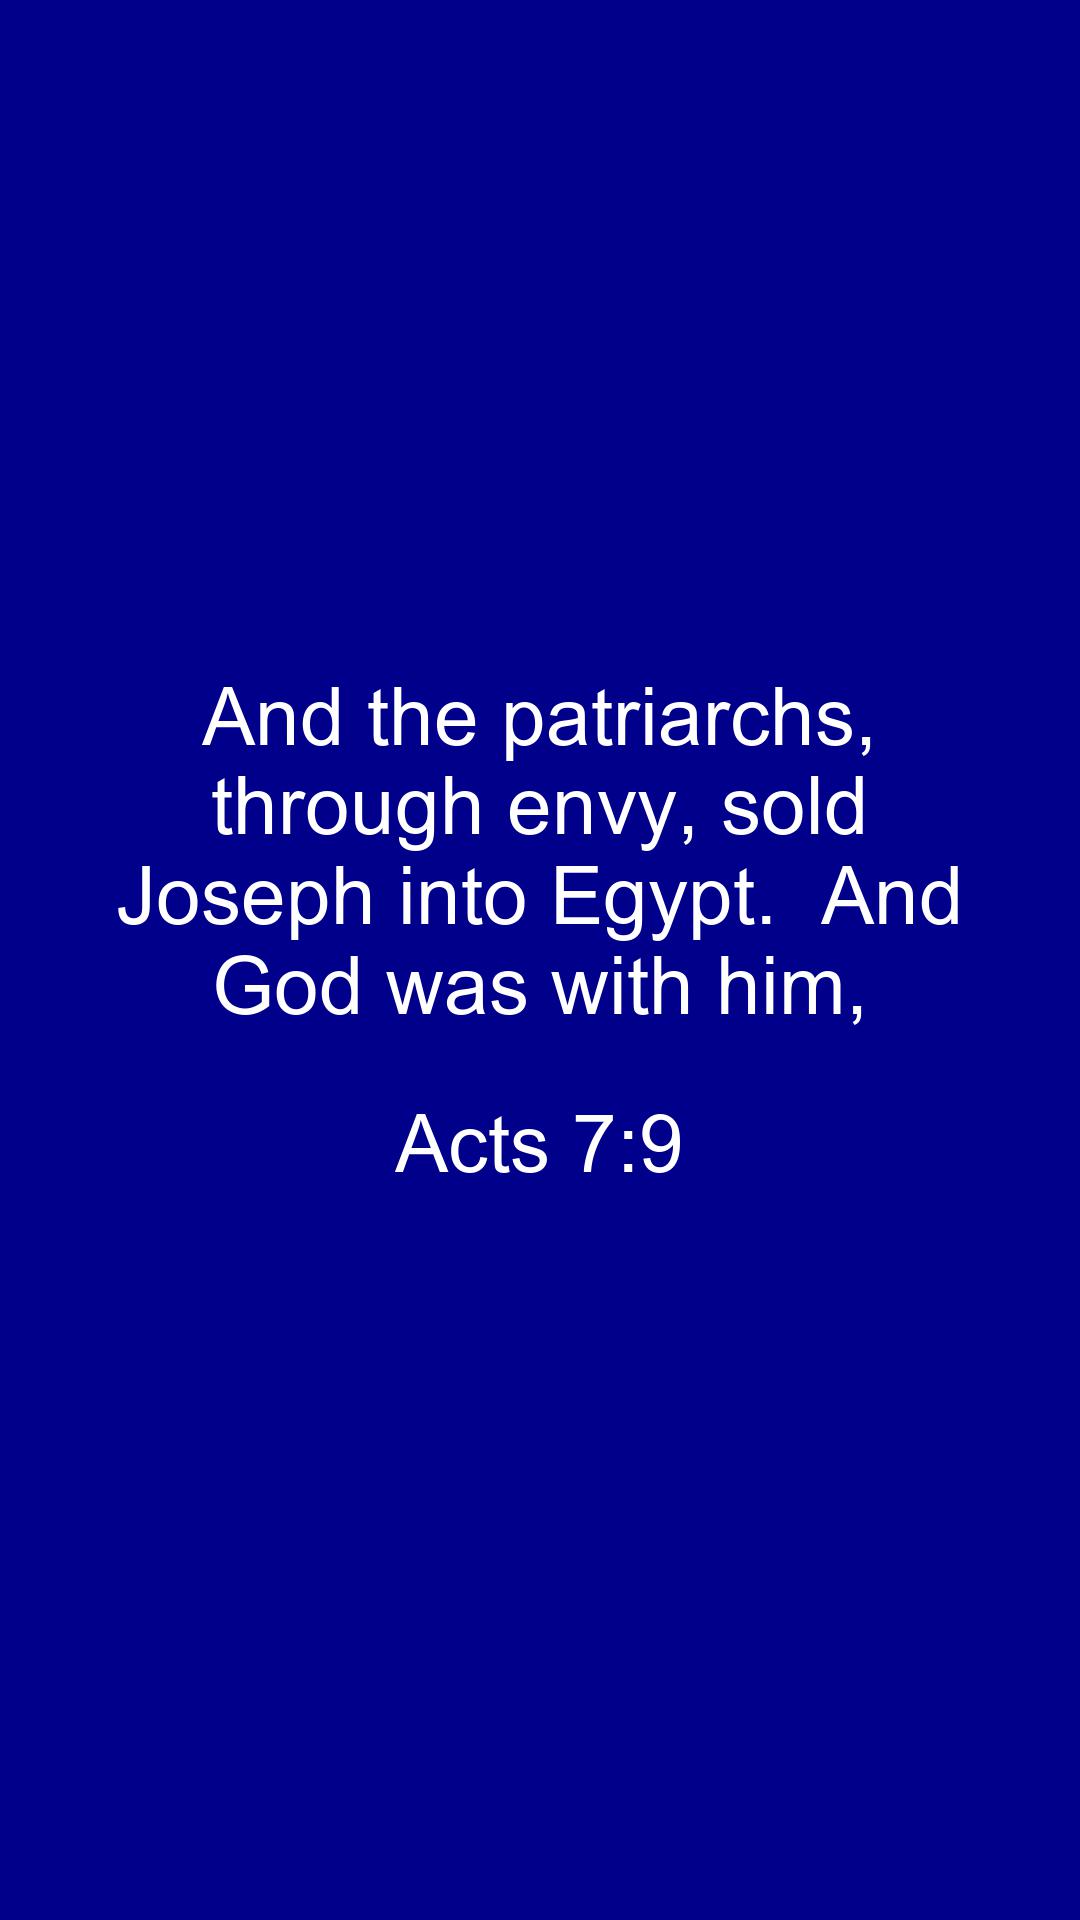 And the patriarchs,
through envy, sold
Joseph into Egypt.  And
God was with him,
Acts 7:9